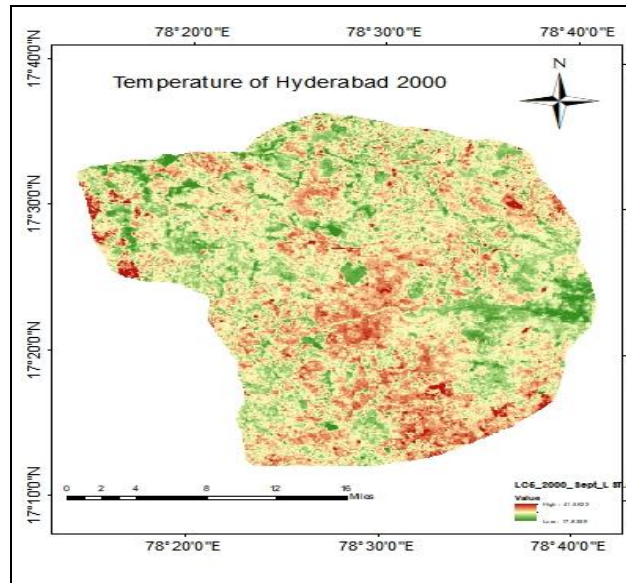 78°20'0"E 78°30'0"E 78°40'0"E
17°40'0"N
Temperature of Hyderabad 2000
N
17°30'0"N
17°20'0"N
17°10'0"N
0 2 4 8 12 16
Miles
Value
High :
Low :
78°20'0"E 78°30'0"E 78°40'0"E